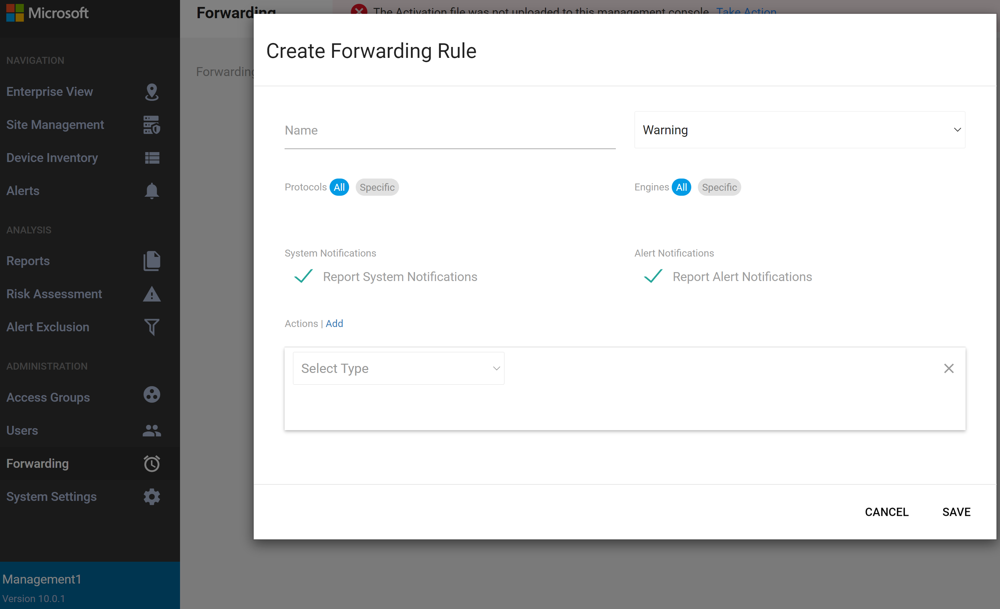 Microsoft
NAVIGATION
Enterprise View
Site Management
Device Inventory
Alerts
ANALYSIS
Reports
Risk Assessment
Alert Exclusion
ADMINISTRATION
Access Groups
Users
Forwarding
System Settings
Management1
Version 10.0.1
Forwarding
The Activation file was not uploaded to this management console. Take Action
Forwarding
Create Forwarding Rule
Name
Warning
Protocols All Specific
Engines All Specific
System Notifications
Report System Notifications
Alert Notifications
Report Alert Notifications
Actions | Add
Select Type
CANCEL SAVE